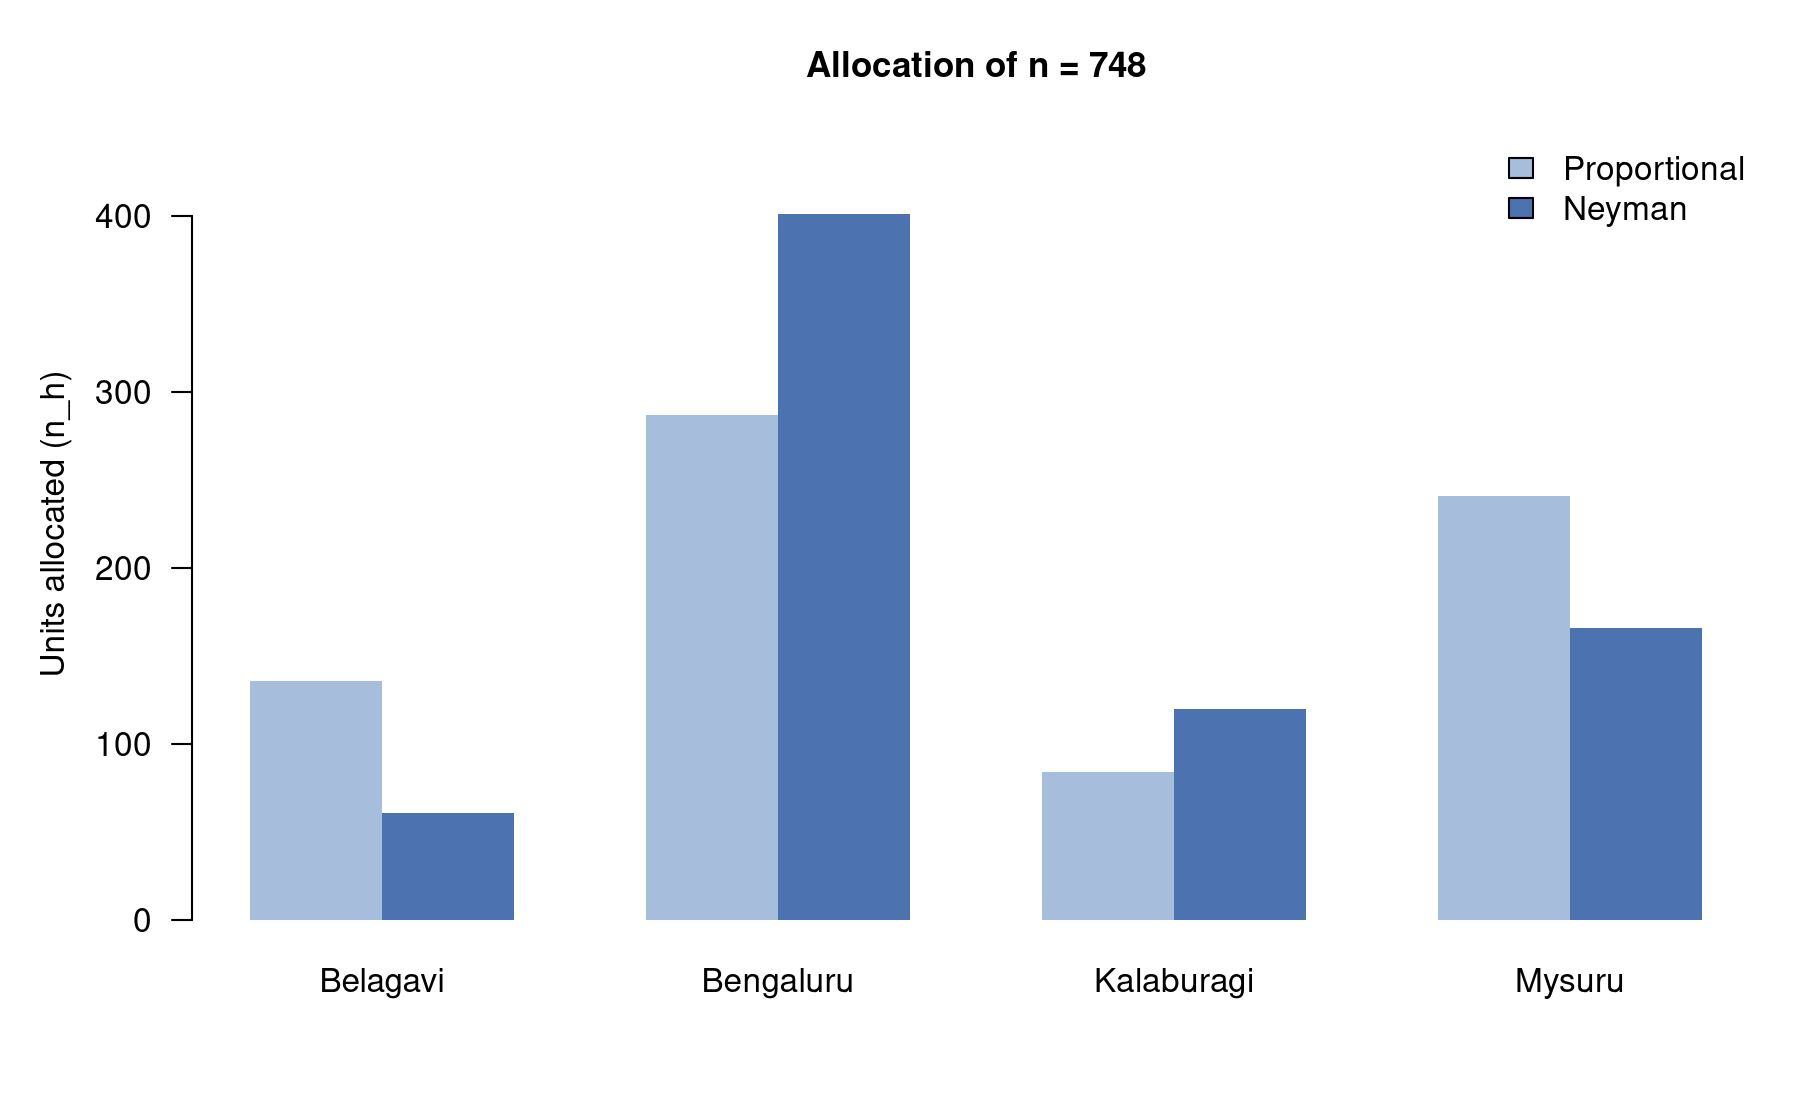 Allocation of n = 748
Proportional
Neyman
Units allocated (n_h)
400
300
200
100
0
Belagavi
Bengaluru
Kalaburagi
Mysuru